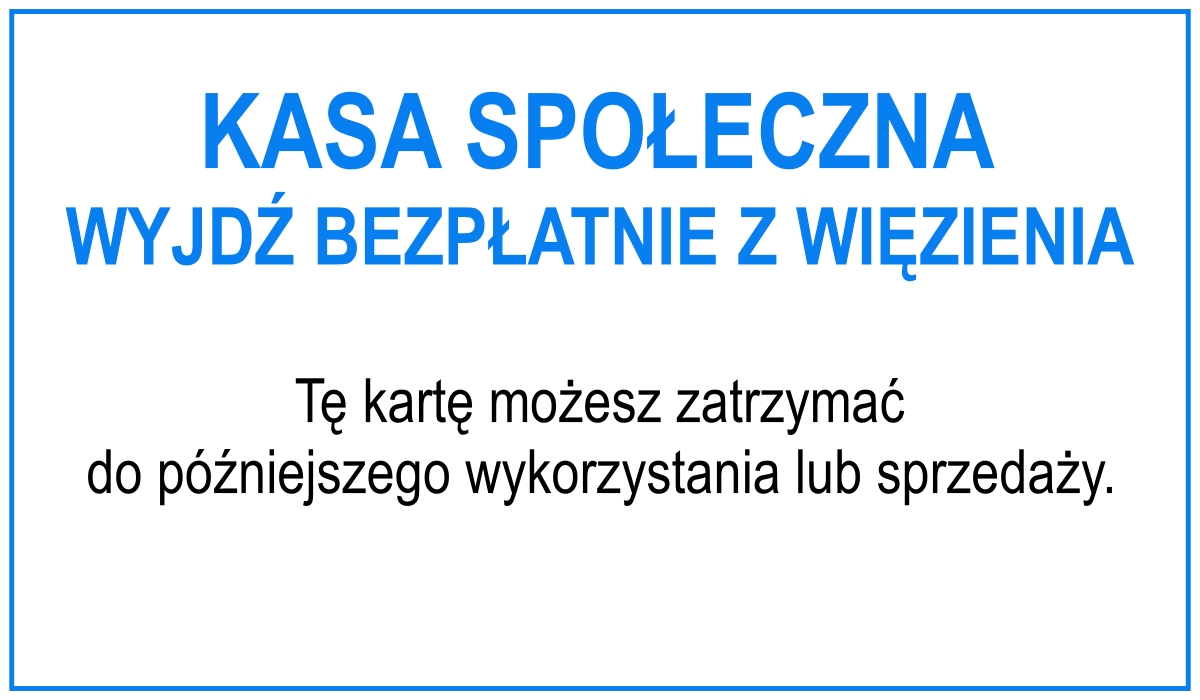 KASA SPOŁECZNA
WYJDŹ BEZPŁATNIE Z WIĘZIENIA
Tę kartę możesz zatrzymać
do późniejszego wykorzystania lub sprzedaży.